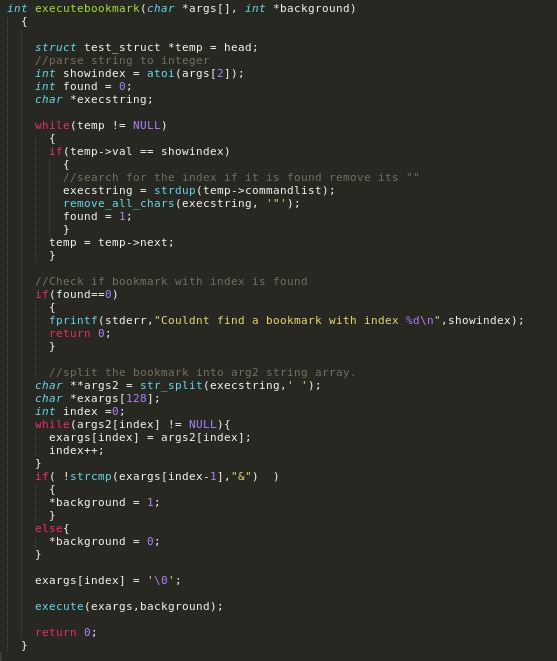 int executebookmark(char *args[], int *background)
{
struct test_struct *temp = head;
//parse string to integer
int showindex = atoi(args[2]);
int found = 0;
char *execstring;
while(temp != NULL)
{
if(temp->val == showindex)
{
//search for the index if it is found remove its ""
execstring = strdup(temp->commandlist);
remove_all_chars(execstring, '"');
found = 1;
}
temp = temp->next;
}
//Check if bookmark with index is found
if(found==0)
{
fprintf(stderr,"Couldnt find a bookmark with index %d\n",showindex);
return 0;
}
//split the bookmark into arg2 string array.
char **args2 = str_split(execstring,' ');
char *exargs[128];
int index =0;
while(args2[index] != NULL){
exargs[index] = args2[index];
index++;
}
if( !strcmp(exargs[index-1],"&")  )
{
*background = 1;
}
else{
*background = 0;
}
exargs[index] = '\0';
execute(exargs,background);
return 0;
}